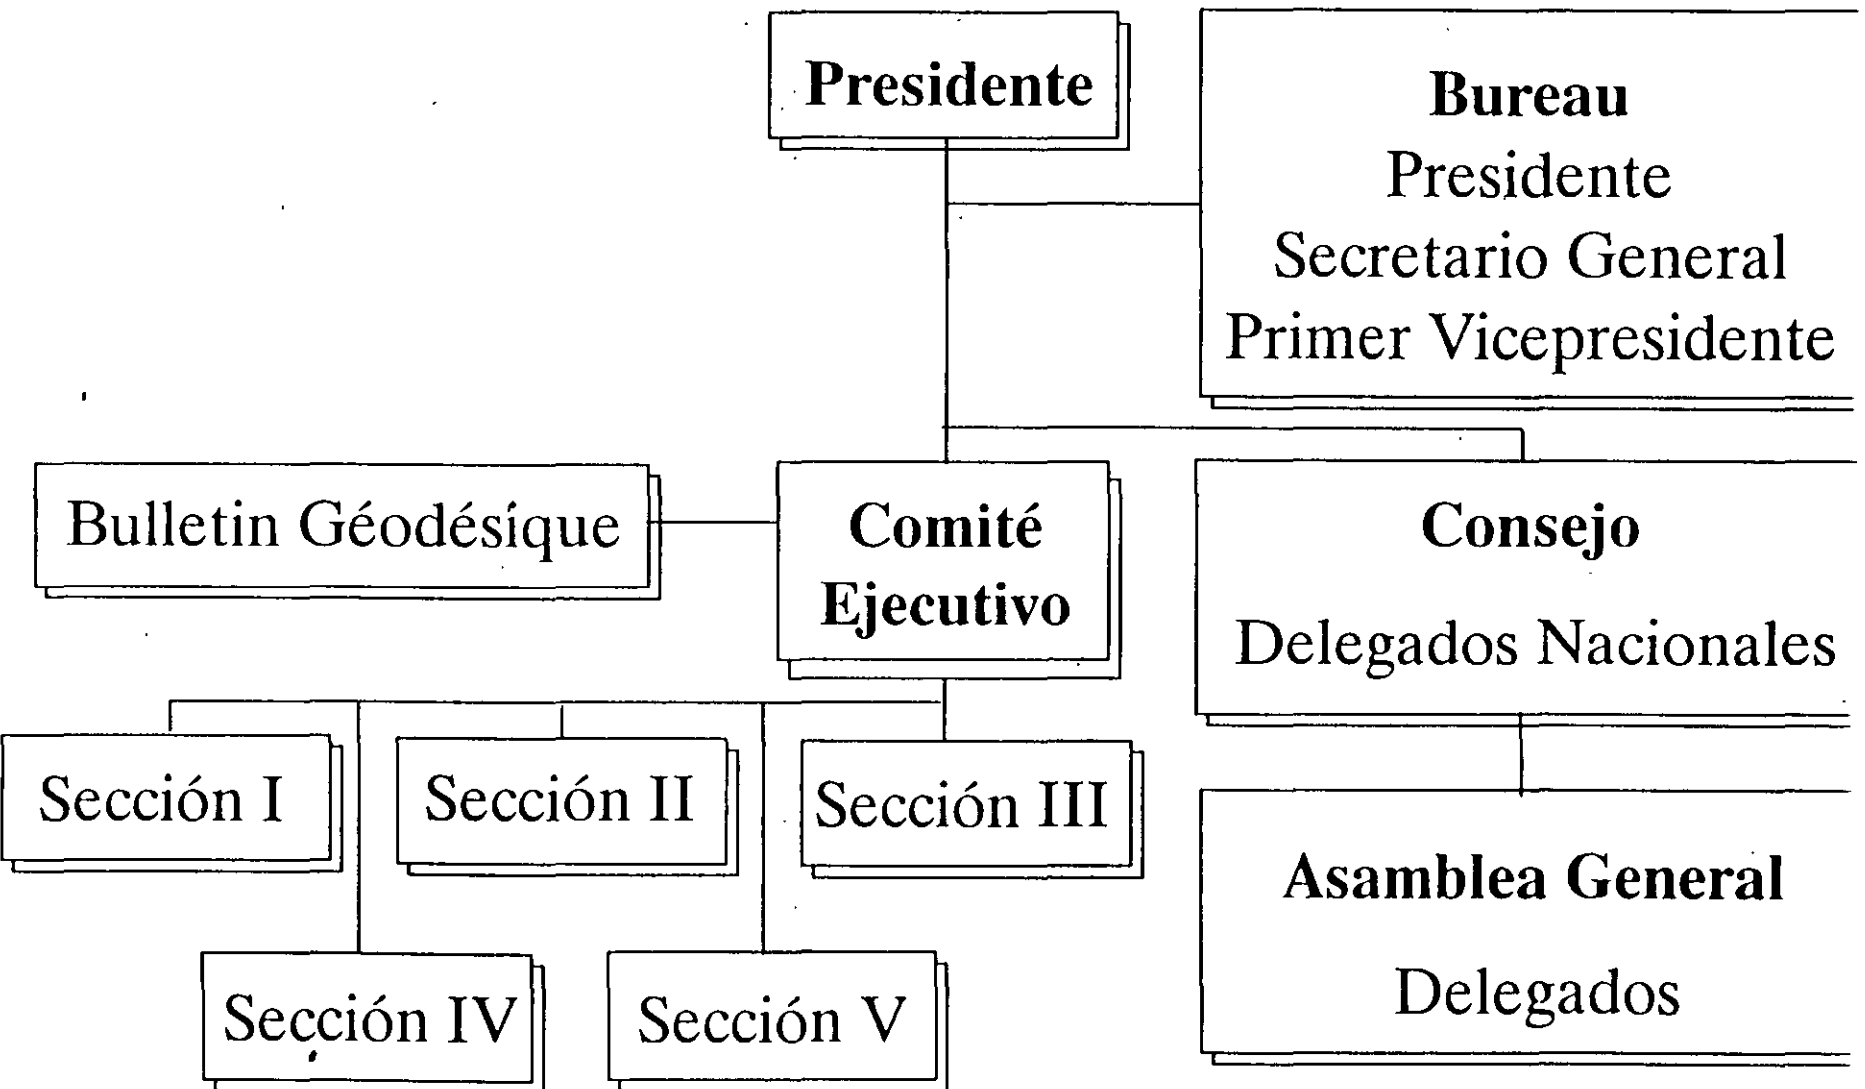 Presidente
Bureau
Presidente
Secretario General
Primer Vicepresidente
Bulletin Géodésique
Comité
Ejecutivo
Consejo
Delegados Nacionales
Sección I
Sección II
Sección III
Asamblea General
Delegados
Sección IV
Sección V